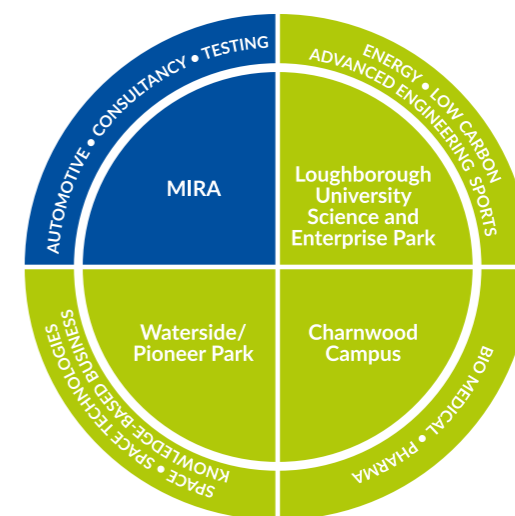 AUTOMOTIVE • CONSULTANCY • TESTING
ENERGY • LOW CARBON
ADVANCED ENGINEERING SPORTS
MIRA
Loughborough
University
Science and
Enterprise Park
Waterside/
Pioneer Park
Charnwood
Campus
SPACE • SPACE TECHNOLOGIES
KNOWLEDGE-BASED BUSINESS
BIO MEDICAL • PHARMA